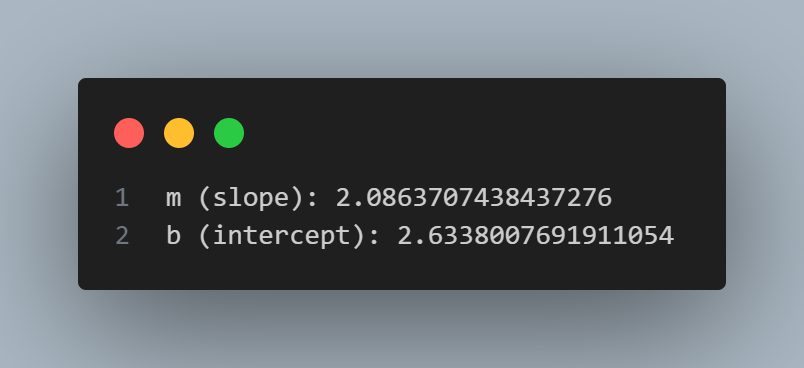 1 m (slope): 2.0863707438437276
2 b (intercept): 2.6338007691911054